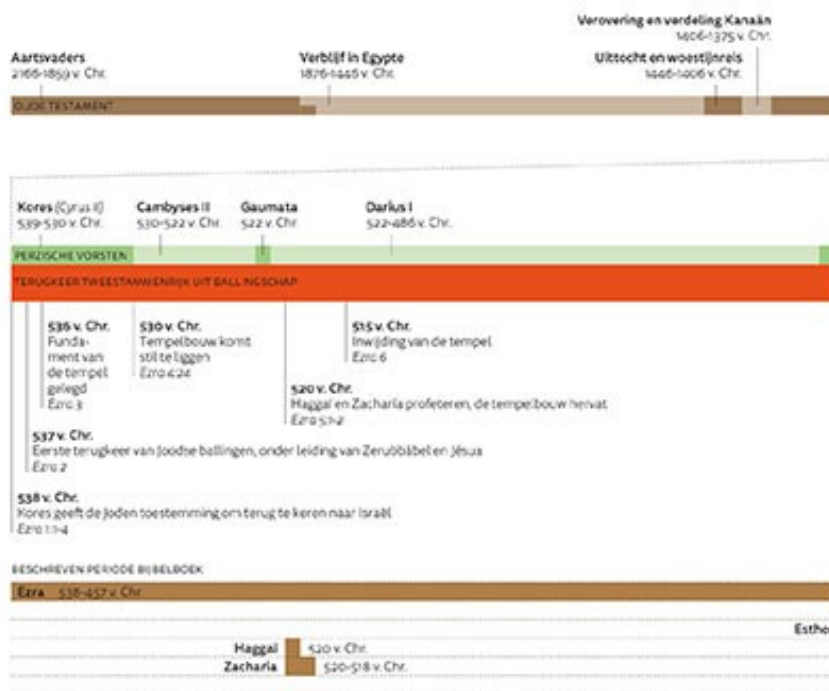 Verovering en verdeling Kanaän
1406-1375 v. Chr.
Aartsvaders
2166-1859 v. Chr.
Verblijf in Egypte
1876-1446 v. Chr.
Uittocht en woestijnreis
1446-1406 v. Chr.
OUDE TESTAMENT
Kores (Cyrus II)
539-530 v. Chr.
Cambyses II
530-522 v. Chr.
Gaumata
522 v. Chr.
Darius I
522-486 v. Chr.
PERZISCHE VORSTEN
TERUGKEER TWEESTAMMENRIJK UIT BALLINGSCHAP
536 v. Chr.
Funda-
ment van
de tempel
gelegd
Ezra 3
530 v. Chr.
Tempelbouw komt
stil te liggen
Ezra 4:24
515 v. Chr.
Inwijding van de tempel
Ezra 6
520 v. Chr.
Haggaï en Zacharia profeteren, de tempelbouw hervat
Ezra 5:1-2
537 v. Chr.
Eerste terugkeer van Joodse ballingen, onder leiding van Zerubbábel en Jésua
Ezra 2
538 v. Chr.
Kores geeft de Joden toestemming om terug te keren naar Israël
Ezra 1:1-4
BESCHREVEN PERIODE BIJBELBOEK
Ezra 538-457 v. Chr.
Esthe
Haggaï 520 v. Chr.
Zacharia 520-518 v. Chr.